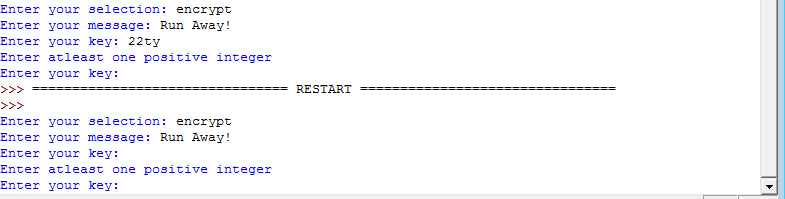 Enter your selection: encrypt
Enter your message: Run Away!
Enter your key: 22ty
Enter atleast one positive integer
Enter your key:
>>> ================================ RESTART ================================
>>>
Enter your selection: encrypt
Enter your message: Run Away!
Enter your key:
Enter atleast one positive integer
Enter your key: